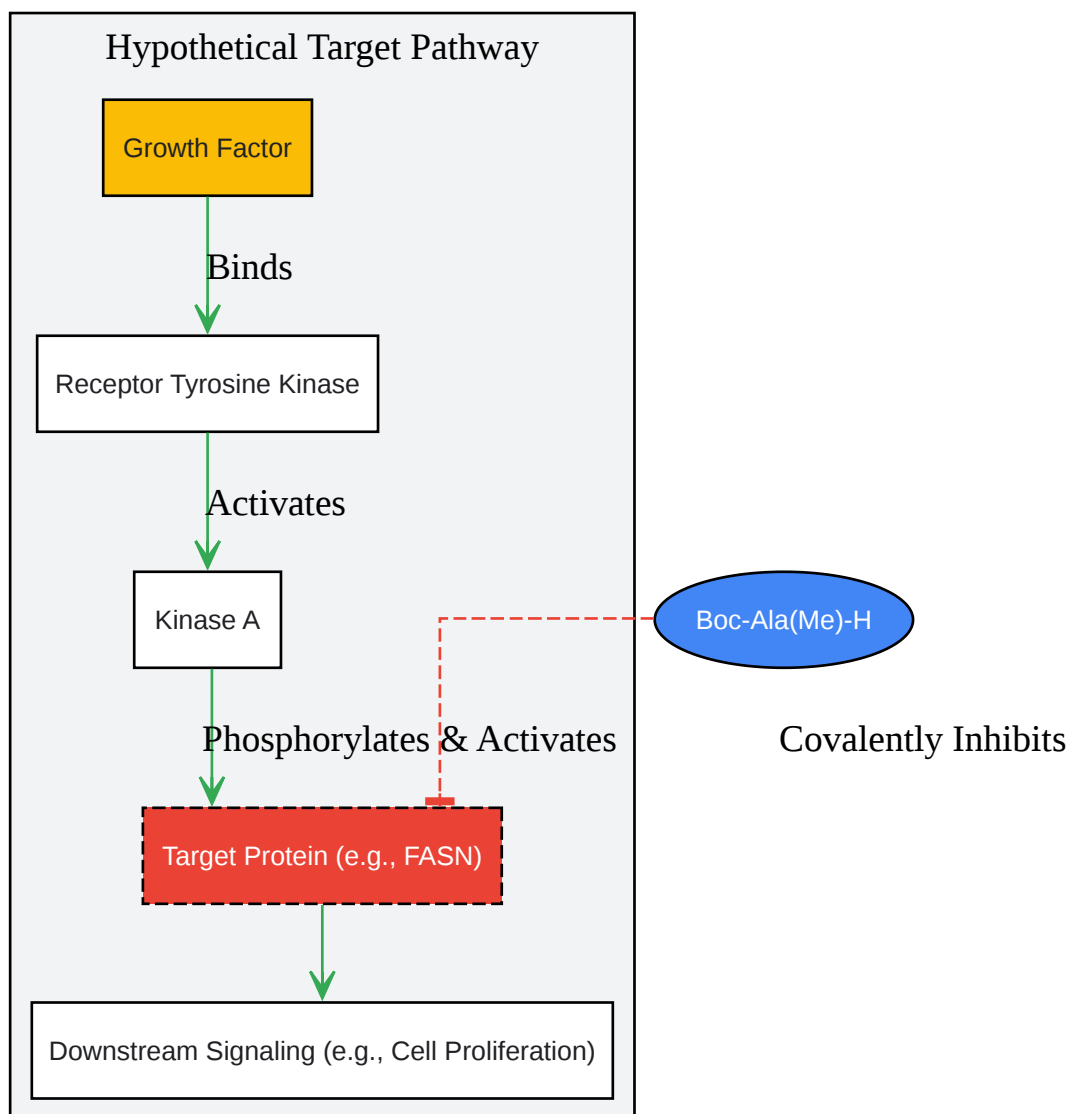 Hypothetical Target Pathway
Growth Factor
Binds
Receptor Tyrosine Kinase
Activates
Kinase A
Boc-Ala(Me)-H
Phosphorylates & Activates
Covalently Inhibits
Target Protein (e.g., FASN)
Downstream Signaling (e.g., Cell Proliferation)